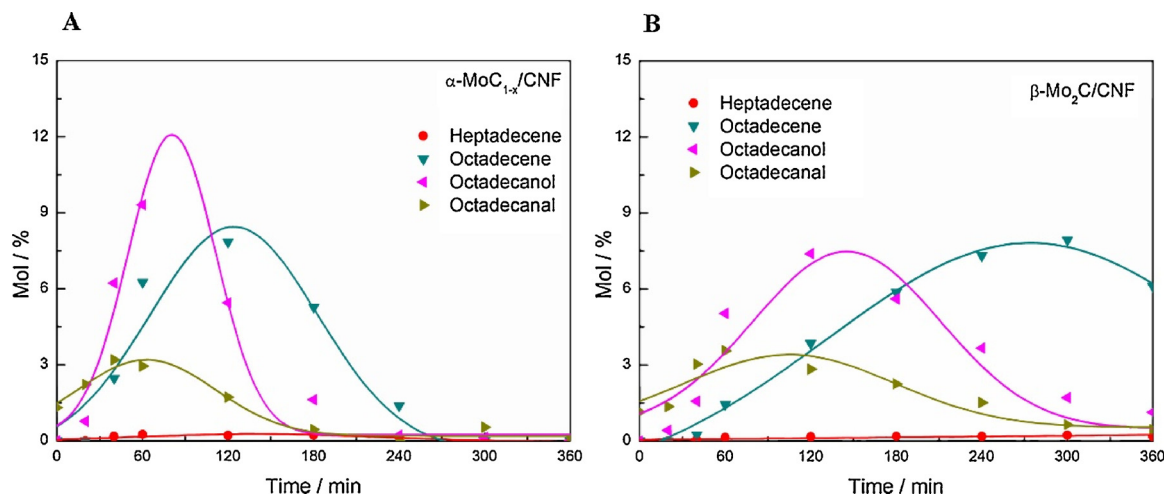 A
α-MoC1-x/CNF
Heptadecene
Octadecene
Octadecanol
Octadecanal
15
12
9
6
3
0
Mol / %
0
60
120
180
240
300
360
Time / min
B
β-Mo2C/CNF
Heptadecene
Octadecene
Octadecanol
Octadecanal
15
12
9
6
3
0
Mol / %
0
60
120
180
240
300
360
Time / min